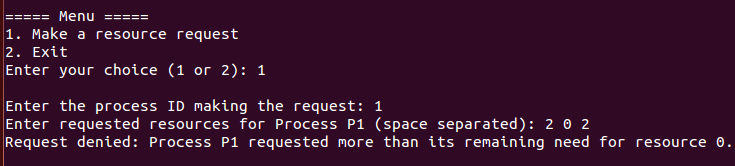 ===== Menu =====
1. Make a resource request
2. Exit
Enter your choice (1 or 2): 1
Enter the process ID making the request: 1
Enter requested resources for Process P1 (space separated): 2 0 2
Request denied: Process P1 requested more than its remaining need for resource 0.